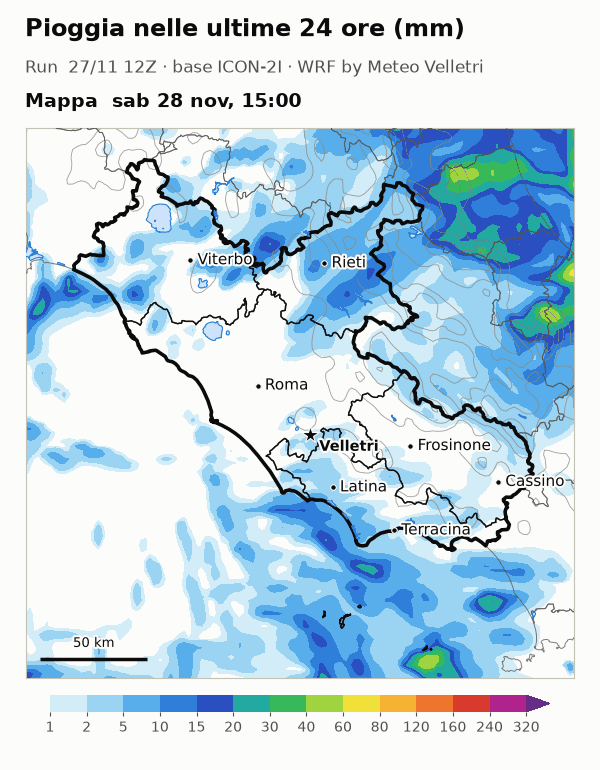 Pioggia nelle ultime 24 ore (mm)
Run  27/11 12Z · base ICON-2I · WRF by Meteo Velletri
Mappa  sab 28 nov, 15:00
Viterbo
Rieti
Roma
Velletri
Frosinone
Cassino
Latina
Terracina
50 km
1 2 5 10 15 20 30 40 60 80 120 160 240 320